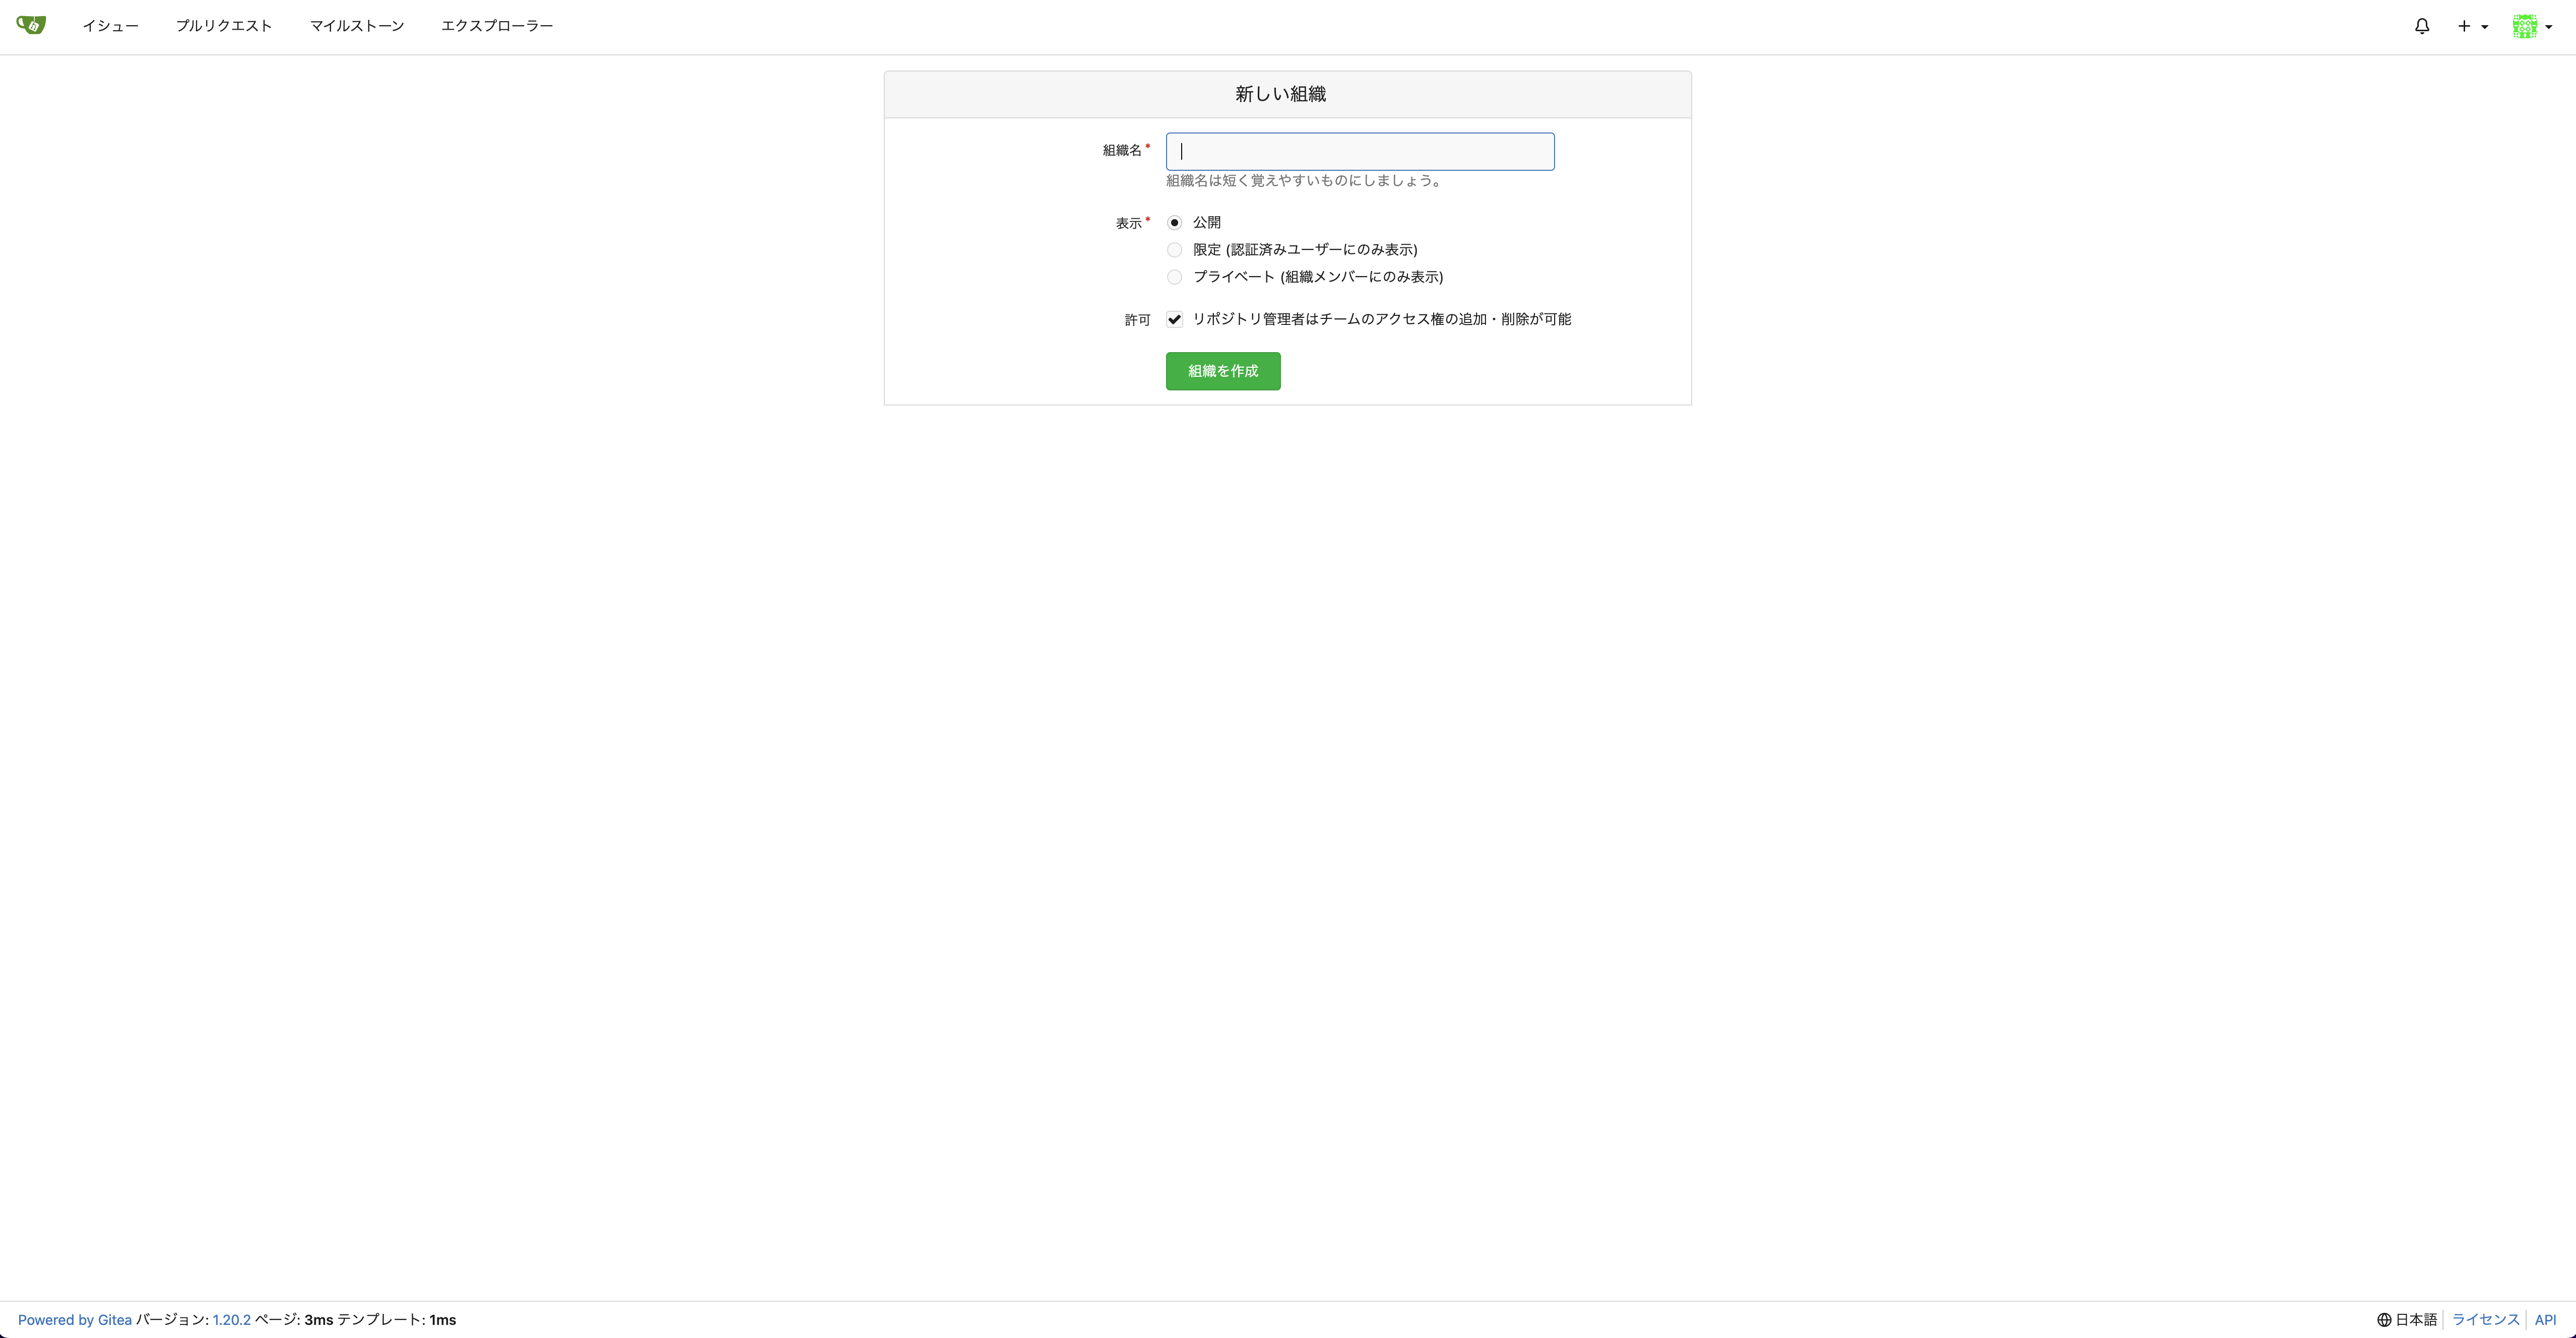 イシュー プルリクエスト マイルストーン エクスプローラー
新しい組織
組織名*
組織名は短く覚えやすいものにしましょう。
表示* 公開
限定 (認証済みユーザーにのみ表示)
プライベート (組織メンバーにのみ表示)
許可 リポジトリ管理者はチームのアクセス権の追加・削除が可能
組織を作成
Powered by Gitea バージョン: 1.20.2 ページ: 3ms テンプレート: 1ms 日本語 ライセンス API